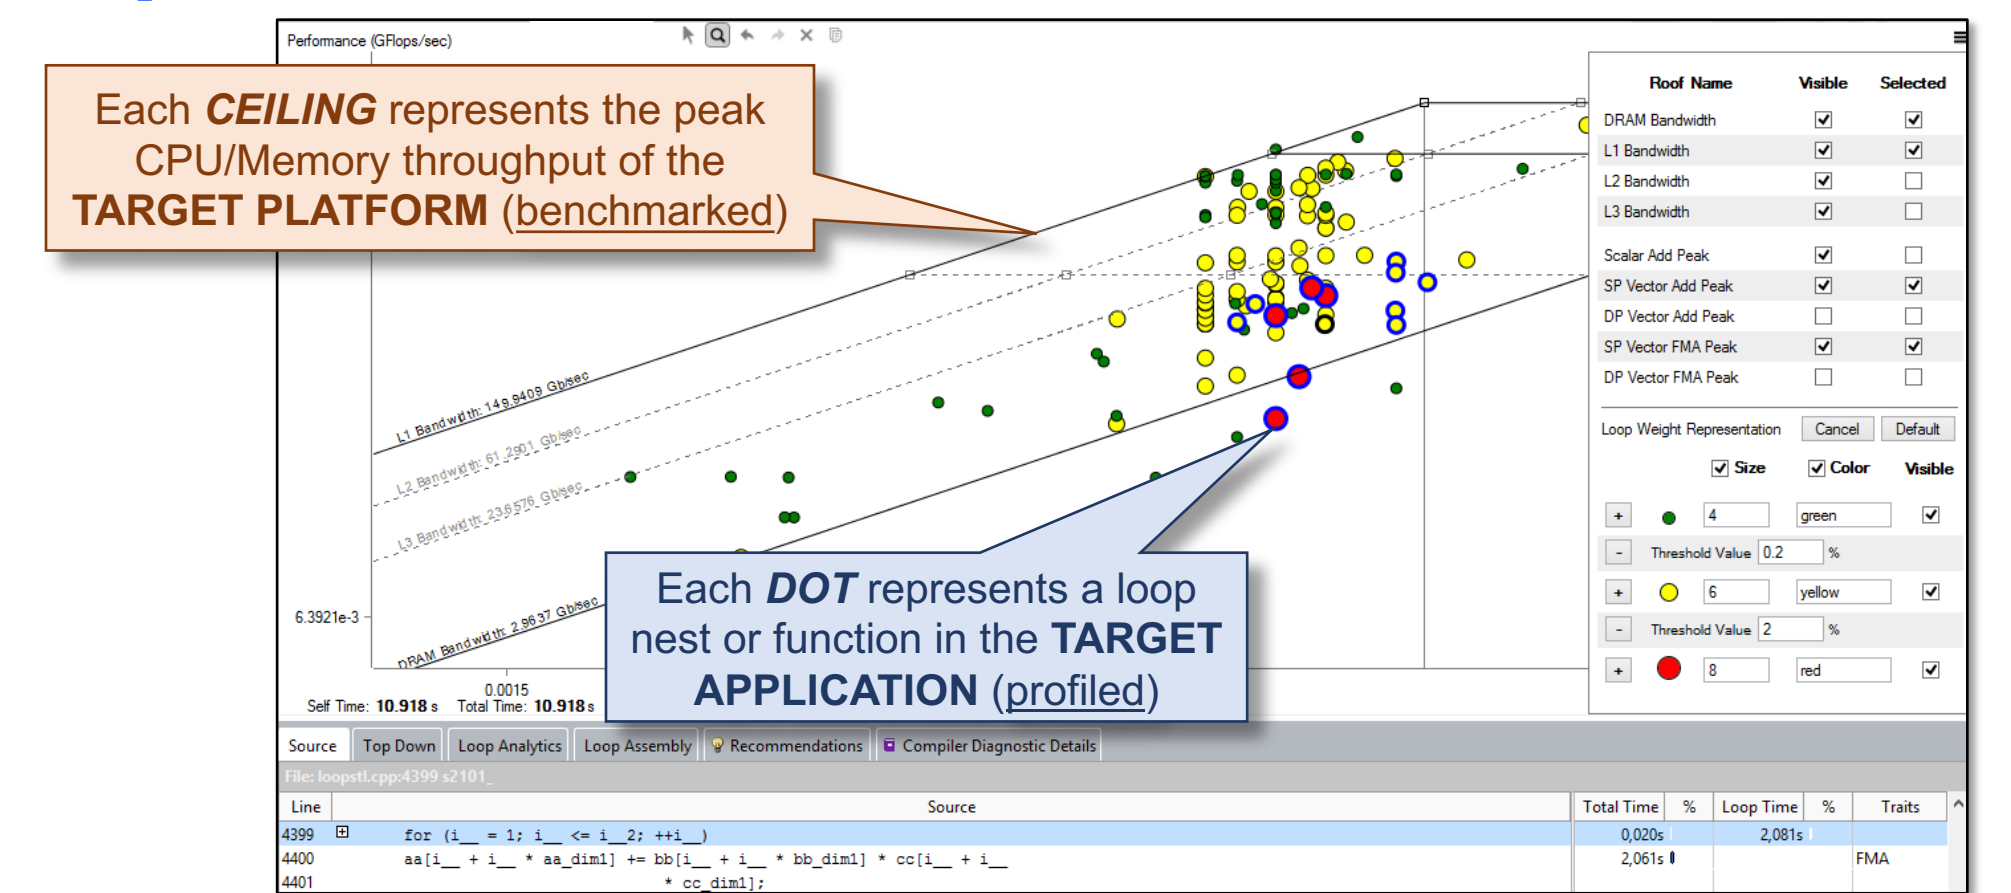 Performance (GFlops/sec)
Each CEILING represents the peak
CPU/Memory throughput of the
TARGET PLATFORM (benchmarked)
Roof Name Visible Selected
DRAM Bandwidth
L1 Bandwidth
L2 Bandwidth
L3 Bandwidth
Scalar Add Peak
SP Vector Add Peak
DP Vector Add Peak
SP Vector FMA Peak
DP Vector FMA Peak
Loop Weight Representation Cancel Default
Size Color Visible
+ 4 green
- Threshold Value 0.2 %
+ 6 yellow
- Threshold Value 2 %
+ 8 red
L1 Bandwidth: 149.9409 Gb/sec
L2 Bandwidth: 61.2901 Gb/sec
L3 Bandwidth: 23.6576 Gb/sec
DRAM Bandwidth: 2.9637 Gb/sec
6.3921e-3
0.0015
Each DOT represents a loop
nest or function in the TARGET
APPLICATION (profiled)
Self Time: 10.918 s Total Time: 10.918 s
Source Top Down Loop Analytics Loop Assembly Recommendations Compiler Diagnostic Details
File: loopstl.cpp:4399 s2101_
Line Source Total Time % Loop Time % Traits
4399 for (i__ = 1; i__ <= i__2; ++i__) 0,020s 2,081s
4400 aa[i__ + i__ * aa_dim1] += bb[i__ + i__ * bb_dim1] * cc[i__ + i__ 2,061s FMA
4401 * cc_dim1];